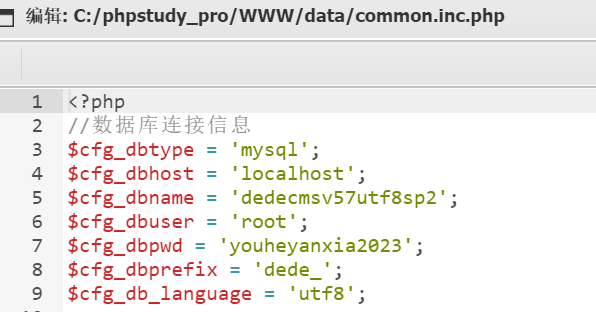 编辑: C:/phpstudy_pro/WWW/data/common.inc.php
1 <?php
2 //数据库连接信息
3 $cfg_dbtype = 'mysql';
4 $cfg_dbhost = 'localhost';
5 $cfg_dbname = 'dedecmsv57utf8sp2';
6 $cfg_dbuser = 'root';
7 $cfg_dbpwd = 'youheyanxia2023';
8 $cfg_dbprefix = 'dede_';
9 $cfg_db_language = 'utf8';